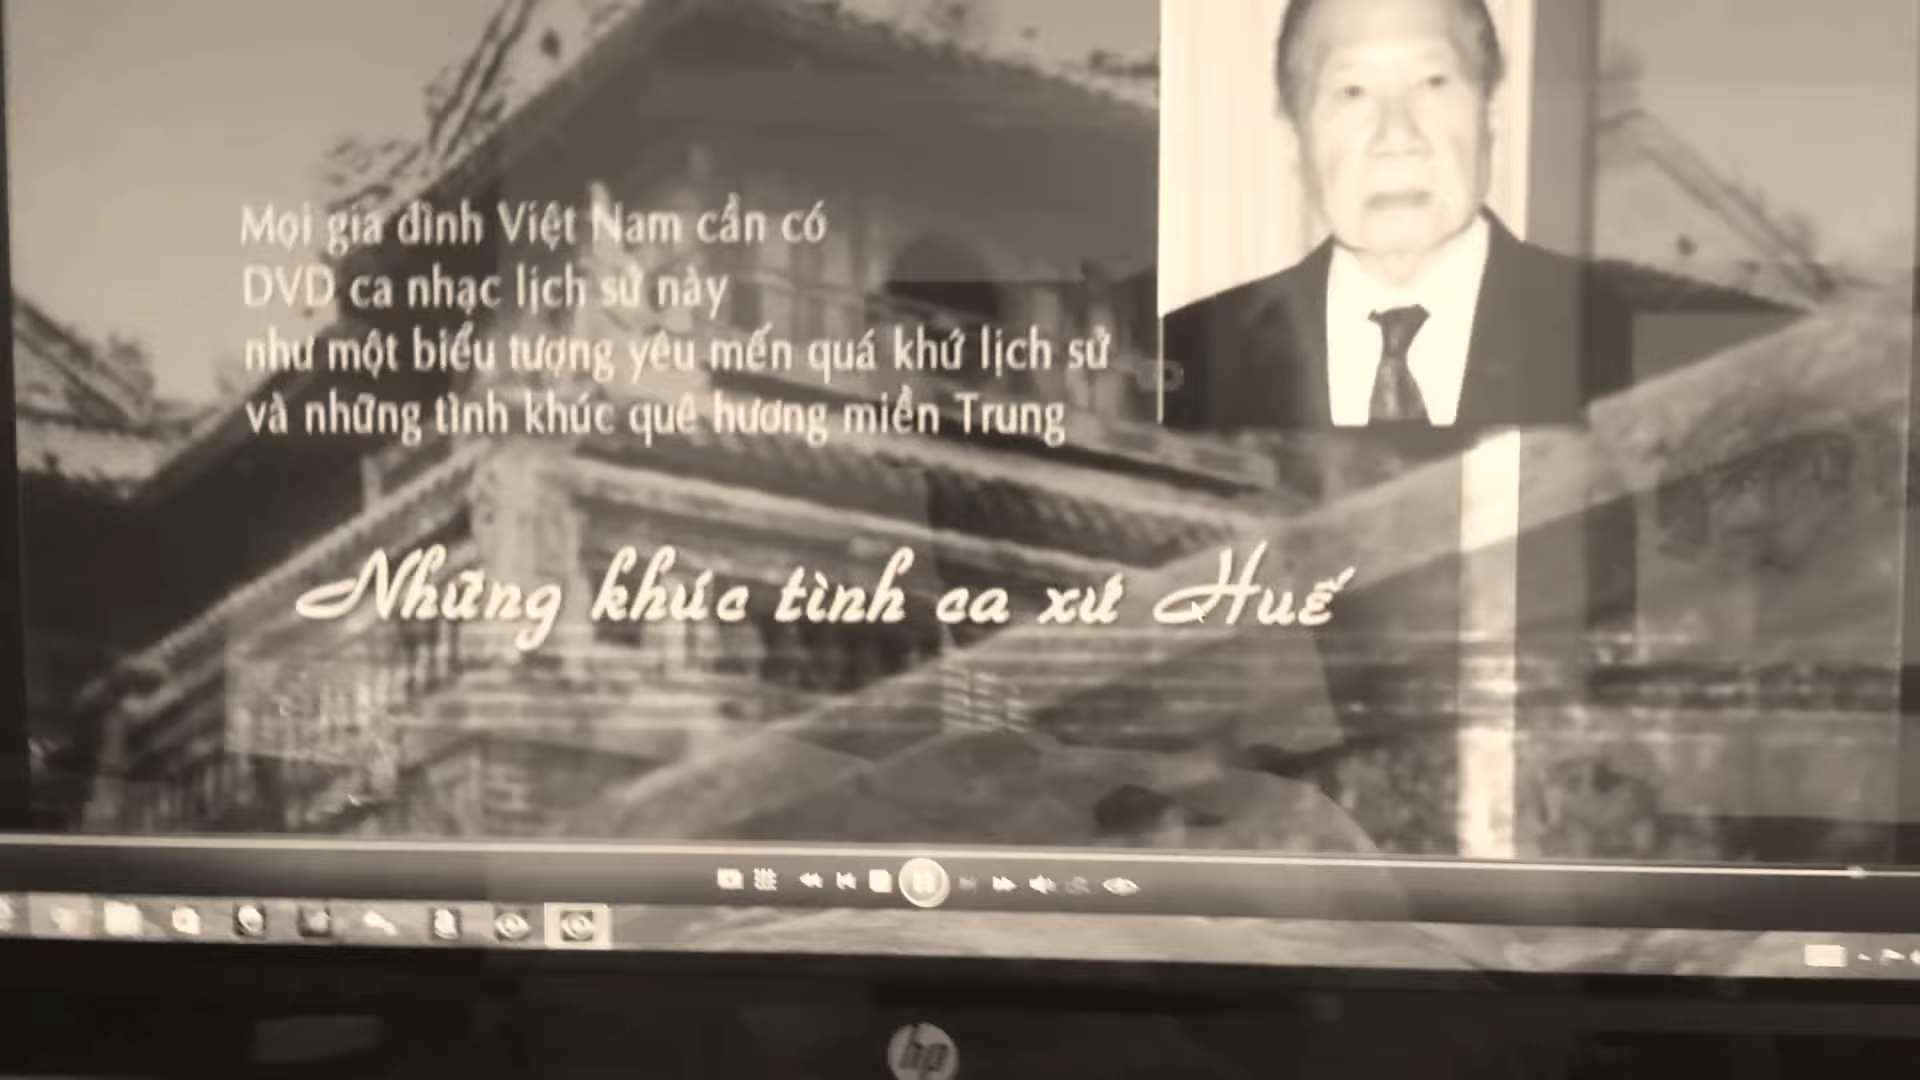 Mọi gia đình Việt Nam cần có
DVD ca nhạc lịch sử này
như một biểu tượng yêu mến quá khứ lịch sử
và những tình khúc quê hương miền Trung
Những khúc tình ca xứ Huế
hp